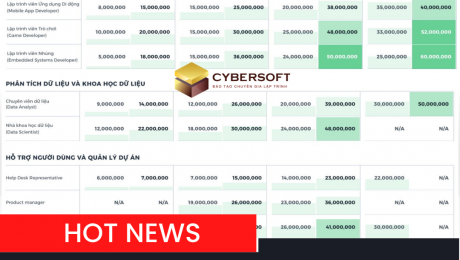 Lập trình viên Ứng dụng Di động
(Mobile App Developer)
8,000,000 15,000,000 15,000,000 25,000,000 20,000,000 38,000,000 35,000,000 40,000,000
Lập trình viên Trò chơi
(Game Developer)
10,000,000 20,000,000 15,000,000 30,000,000 25,000,000 48,000,000 33,000,000 52,000,000
Lập trình viên Nhúng
(Embedded Systems Developer)
5,000,000 18,000,000 15,000,000 36,000,000 24,000,000 50,000,000 25,000,000 60,000,000
CYBERSOFT
ĐÀO TẠO CHUYÊN GIA LẬP TRÌNH
PHÂN TÍCH DỮ LIỆU VÀ KHOA HỌC DỮ LIỆU
Chuyên viên dữ liệu
(Data Analyst)
9,000,000 14,000,000 12,000,000 26,000,000 20,000,000 39,000,000 30,000,000 50,000,000
Nhà khoa học dữ liệu
(Data Scientist)
12,000,000 22,000,000 18,000,000 30,000,000 24,000,000 48,000,000 N/A N/A
HỖ TRỢ NGƯỜI DÙNG VÀ QUẢN LÝ DỰ ÁN
Help Desk Representative 6,000,000 7,000,000 7,000,000 15,000,000 14,000,000 23,000,000 22,000,000 N/A
Product manager N/A N/A 19,000,000 26,000,000 23,000,000 36,000,000 N/A N/A
26,000,000 41,000,000 N/A N/A
HOT NEWS